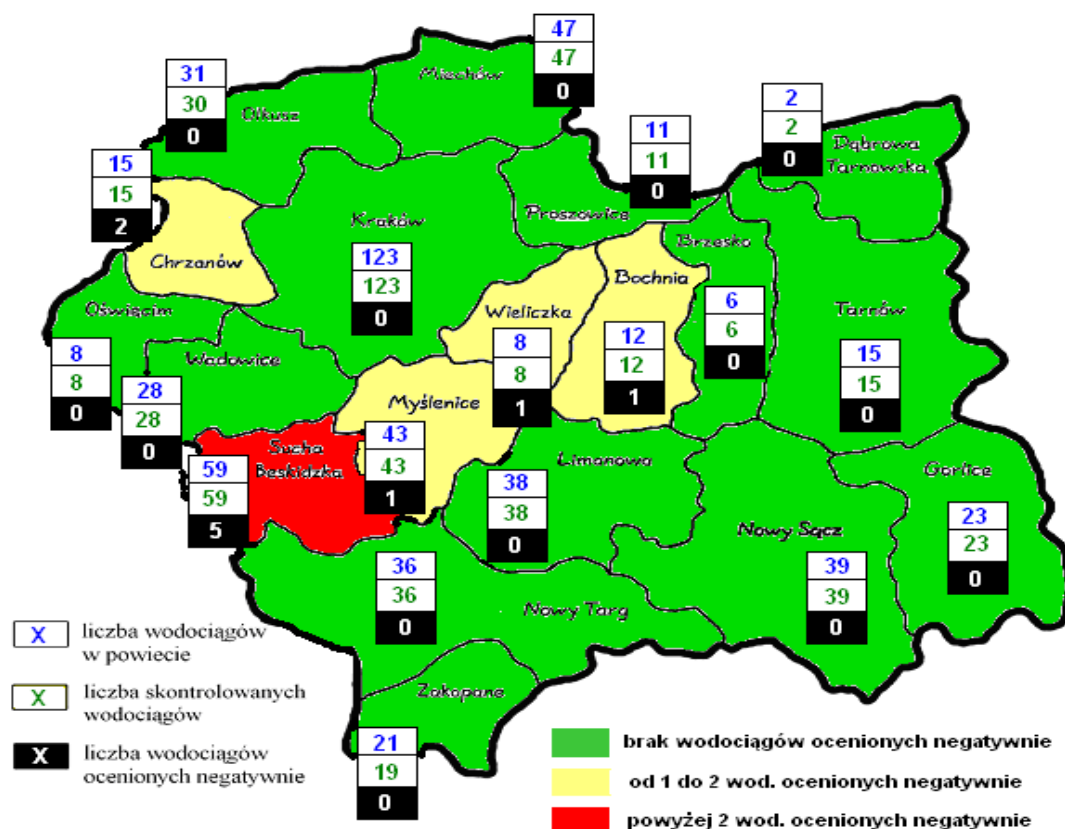 47
47
0
Miechów
31
30
0
Olkusz
2
2
0
Dąbrowa
Tarnowska
11
11
0
15
15
2
Proszowice
Kraków
Brzesko
Chrzanów
123
123
0
Bochnia
Wieliczka
Oświęcim
6
6
0
Tarnów
Wadowice
8
8
1
12
12
1
8
8
0
15
15
0
28
28
0
Myślenice
43
43
1
Sucha
Beskidzka
Limanowa
Gorlice
59
59
5
38
38
0
23
23
0
Nowy Sącz
36
36
0
39
39
0
Nowy Targ
Zakopane
21
19
0
X liczba wodociągów
w powiecie
X liczba skontrolowanych
wodociągów
X liczba wodociągów
ocenionych negatywnie
brak wodociągów ocenionych negatywnie
od 1 do 2 wod. ocenionych negatywnie
powyżej 2 wod. ocenionych negatywnie